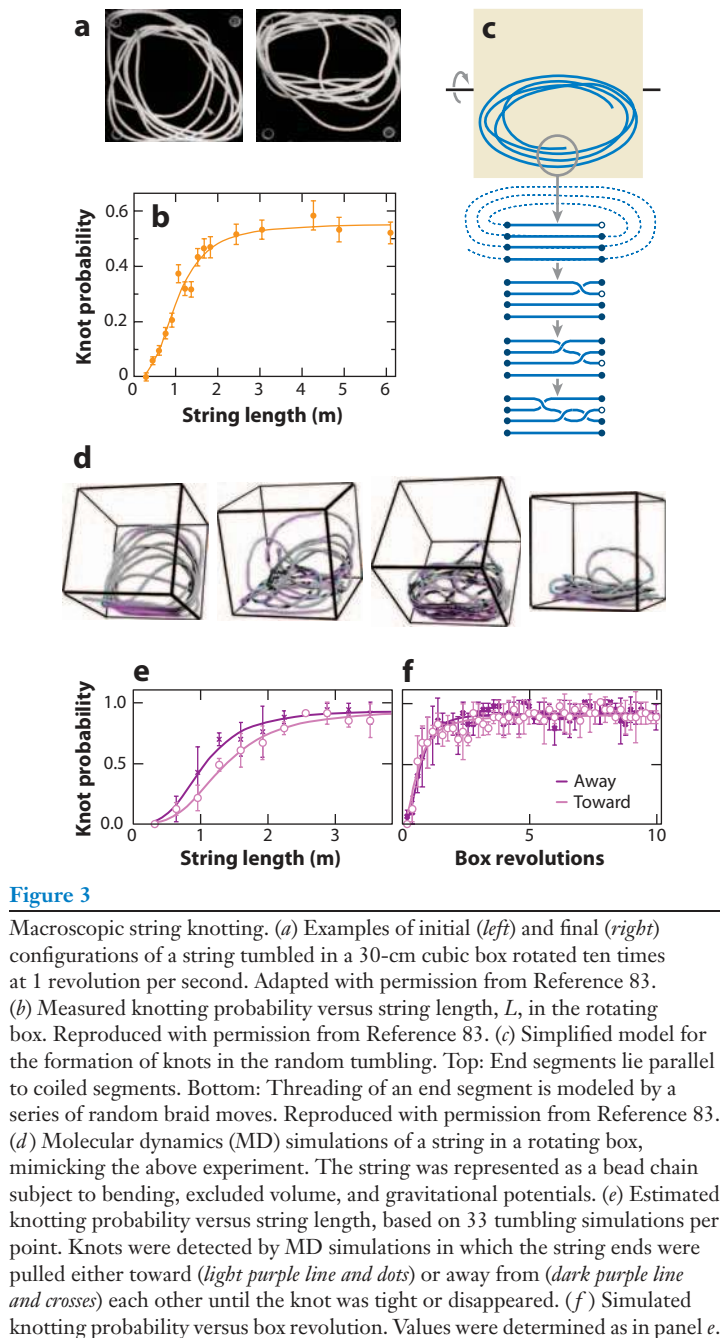 a
c
b
0.6
0.4
0.2
0
Knot probability
0 1 2 3 4 5 6
String length (m)
d
e
f
1.0
0.5
0.0
Knot probability
Away
Toward
0 1 2 3
0 5 10
String length (m)
Box revolutions
Figure 3
Macroscopic string knotting. (a) Examples of initial (left) and final (right)
configurations of a string tumbled in a 30-cm cubic box rotated ten times
at 1 revolution per second. Adapted with permission from Reference 83.
(b) Measured knotting probability versus string length, L, in the rotating
box. Reproduced with permission from Reference 83. (c) Simplified model for
the formation of knots in the random tumbling. Top: End segments lie parallel
to coiled segments. Bottom: Threading of an end segment is modeled by a
series of random braid moves. Reproduced with permission from Reference 83.
(d) Molecular dynamics (MD) simulations of a string in a rotating box,
mimicking the above experiment. The string was represented as a bead chain
subject to bending, excluded volume, and gravitational potentials. (e) Estimated
knotting probability versus string length, based on 33 tumbling simulations per
point. Knots were detected by MD simulations in which the string ends were
pulled either toward (light purple line and dots) or away from (dark purple line
and crosses) each other until the knot was tight or disappeared. (f) Simulated
knotting probability versus box revolution. Values were determined as in panel e.